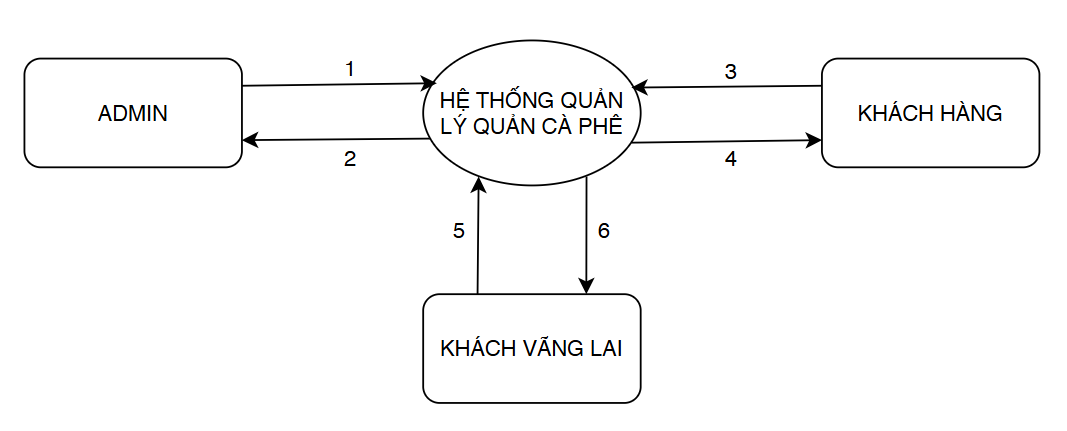 1
3
HỆ THỐNG QUẢN
LÝ QUẢN CÀ PHÊ
ADMIN
KHÁCH HÀNG
2
4
5
6
KHÁCH VÃNG LAI